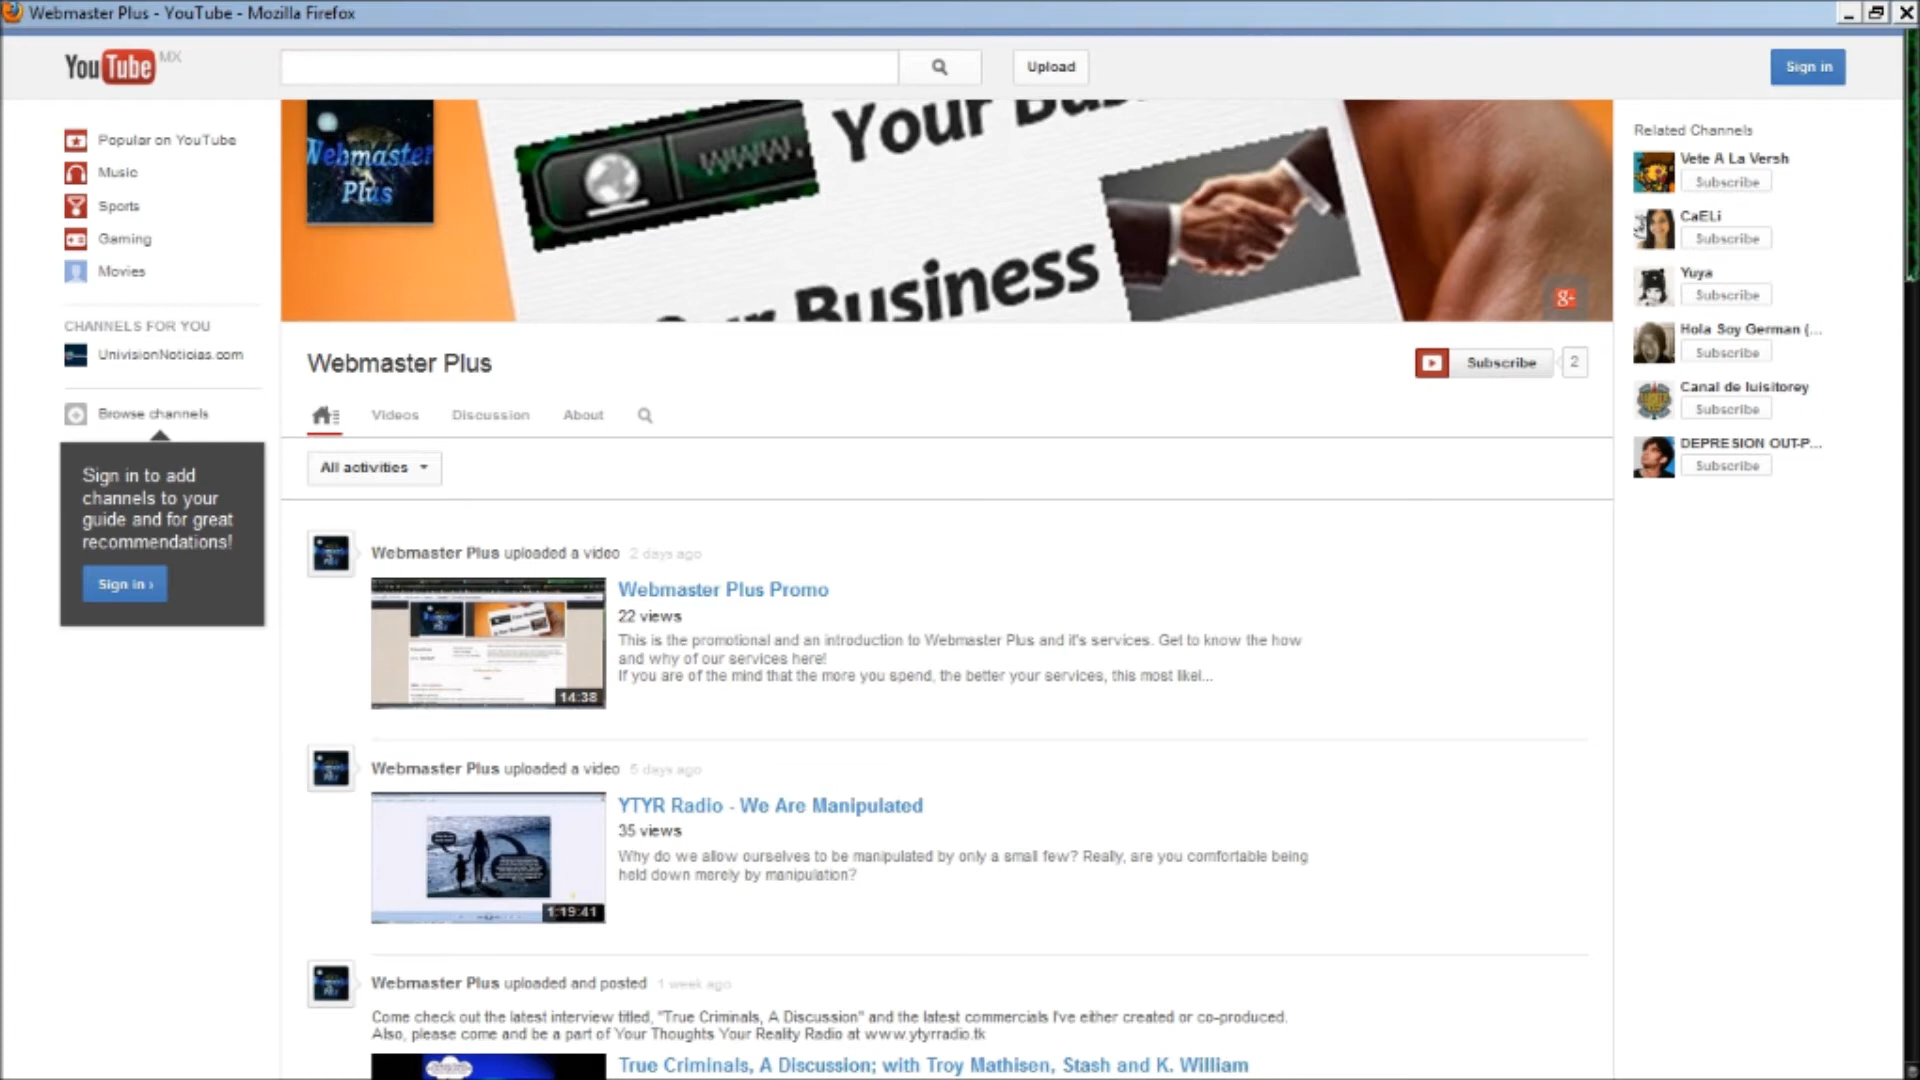 Webmaster Plus - YouTube - Mozilla Firefox
YouTube MX
Upload
Sign in
Popular on YouTube
Music
Sports
Gaming
Movies
CHANNELS FOR YOU
UnivisionNoticias.com
Browse channels
Sign in to add
channels to your
guide and for great
recommendations!
Sign in ›
Webmaster
Plus
www.
Your
Business
g+
Webmaster Plus
Subscribe 2
Videos Discussion About
All activities
Webmaster Plus uploaded a video 2 days ago
14:38
Webmaster Plus Promo
22 views
This is the promotional and an introduction to Webmaster Plus and it's services. Get to know the how
and why of our services here!
If you are of the mind that the more you spend, the better your services, this most likel...
Webmaster Plus uploaded a video 5 days ago
1:19:41
YTYR Radio - We Are Manipulated
35 views
Why do we allow ourselves to be manipulated by only a small few? Really, are you comfortable being
held down merely by manipulation?
Webmaster Plus uploaded and posted 1 week ago
Come check out the latest interview titled, "True Criminals, A Discussion" and the latest commercials I've either created or co-produced.
Also, please come and be a part of Your Thoughts Your Reality Radio at www.ytyrradio.tk
True Criminals, A Discussion; with Troy Mathisen, Stash and K. William
Related Channels
Vete A La Versh
Subscribe
CaELi
Subscribe
Yuya
Subscribe
Hola Soy German (...
Subscribe
Canal de luisitorey
Subscribe
DEPRESION OUT-P...
Subscribe